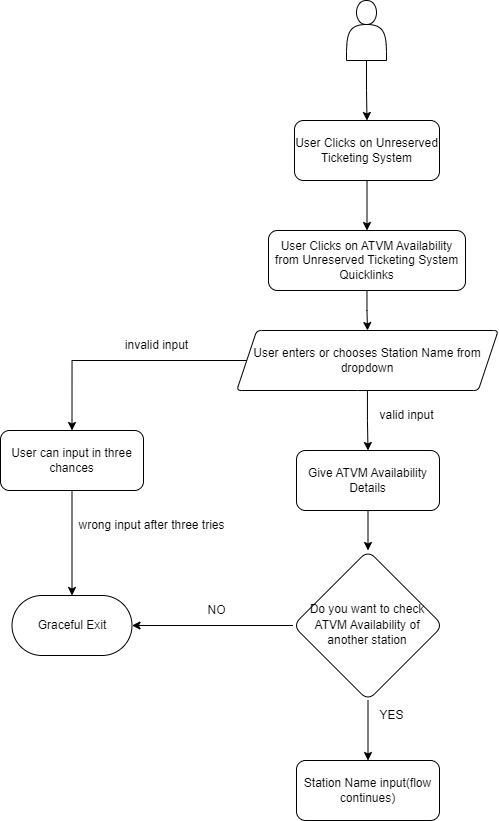 User Clicks on Unreserved
Ticketing System
User Clicks on ATVM Availability
from Unreserved Ticketing System
Quicklinks
invalid input
User enters or chooses Station Name from
dropdown
valid input
User can input in three
chances
Give ATVM Availability
Details
wrong input after three tries
NO
Do you want to check
ATVM Availability of
another station
Graceful Exit
YES
Station Name input(flow
continues)